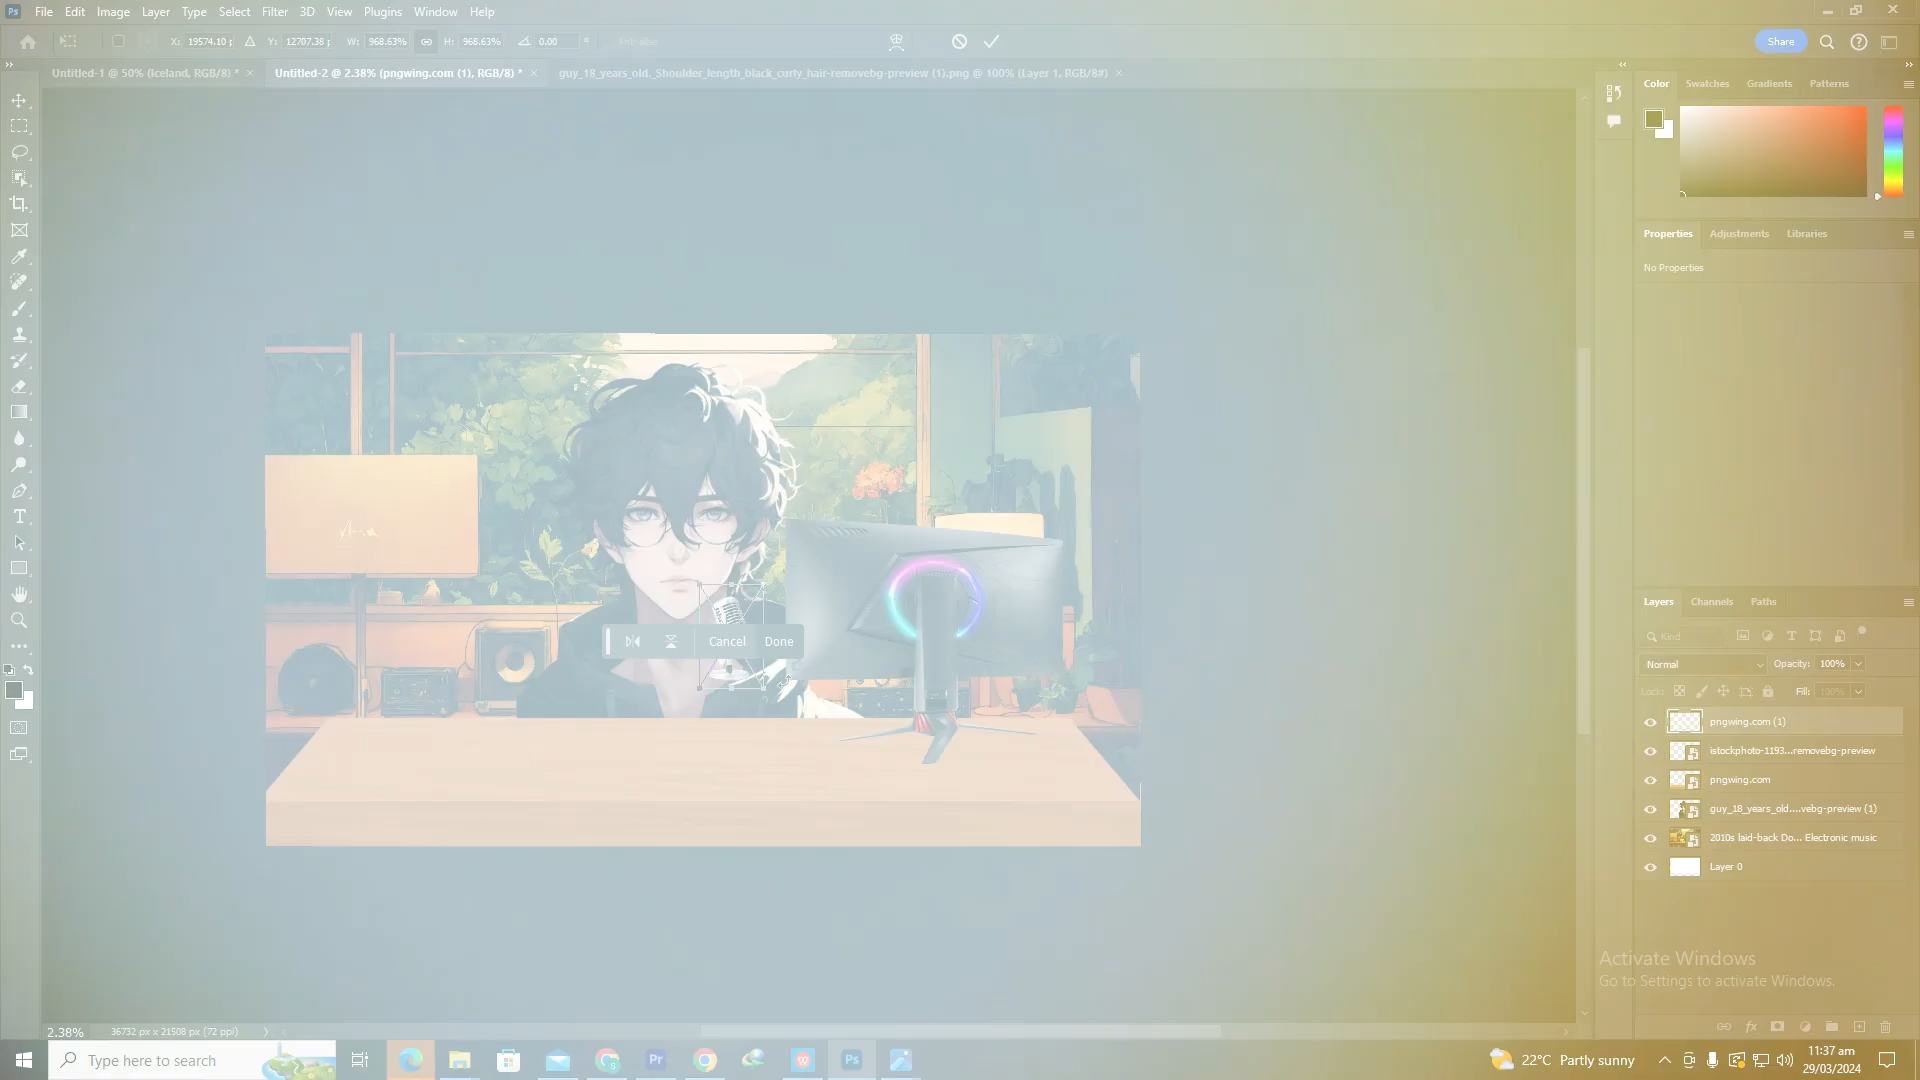 File Edit Image Layer Type Select Filter 3D View Plugins Window Help
W: 968.63% H: 968.63% 0.00
Share
Untitled-1 @ 50% (Iceland, RGB/8) * ×
Untitled-2 @ 2.38% (pngwing.com (1), RGB/8) * ×
guy_18_years_old._Shoulder_length_black_curly_hair-removebg-preview (1).png @ 100% (Layer 1, RGB/8#) ×
Color Swatches Gradients Patterns
Properties Adjustments Libraries
No Properties
Cancel Done
Layers Channels Paths
Kind
Normal Opacity: 100%
Lock: Fill: 100%
pngwing.com (1)
istockphoto-1193...removebg-preview
pngwing.com
guy_18_years_old....vebg-preview (1)
2010s laid-back Do... Electronic music
Layer 0
Activate Windows
Go to Settings to activate Windows.
2.38% 36732 px x 21508 px (72 ppi)
Type here to search
22°C Partly sunny
11:37 am
29/03/2024